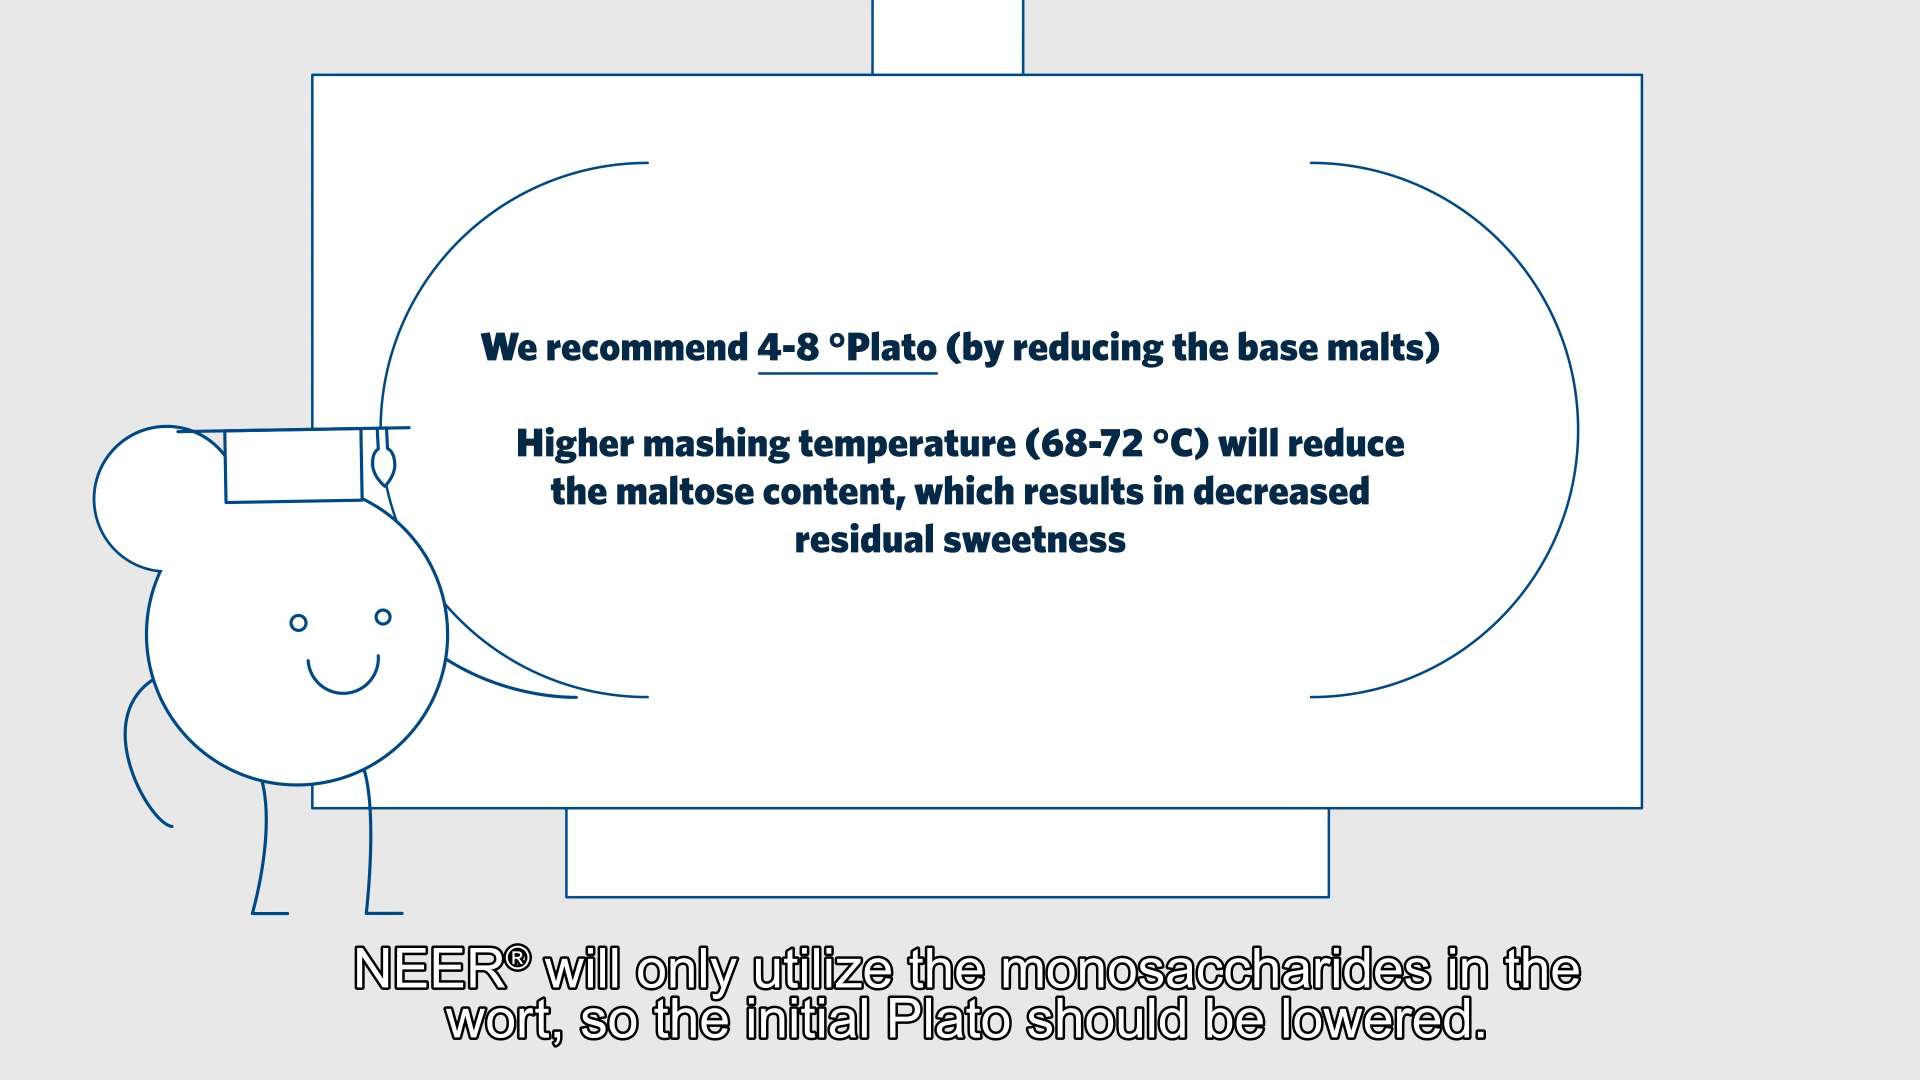 We recommend 4-8 °Plato (by reducing the base malts)
Higher mashing temperature (68-72 °C) will reduce
the maltose content, which results in decreased
residual sweetness
NEER® will only utilize the monosaccharides in the
wort, so the initial Plato should be lowered.